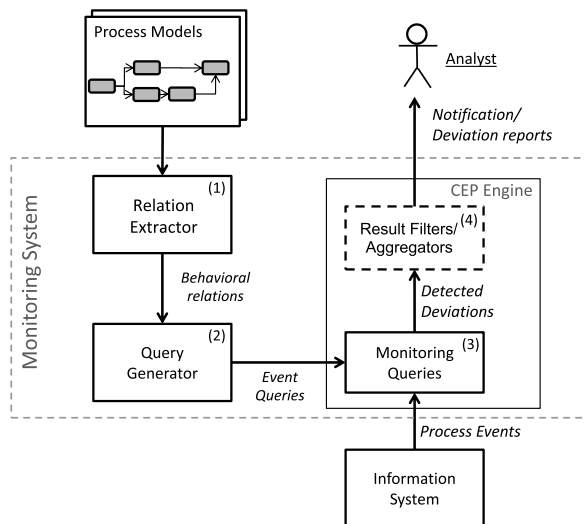 Process Models
Analyst
Notification/
Deviation reports
Monitoring System
CEP Engine
(1)
Relation
Extractor
(4)
Result Filters/
Aggregators
Behavioral
relations
Detected
Deviations
(2)
Query
Generator
(3)
Monitoring
Queries
Event
Queries
Process Events
Information
System